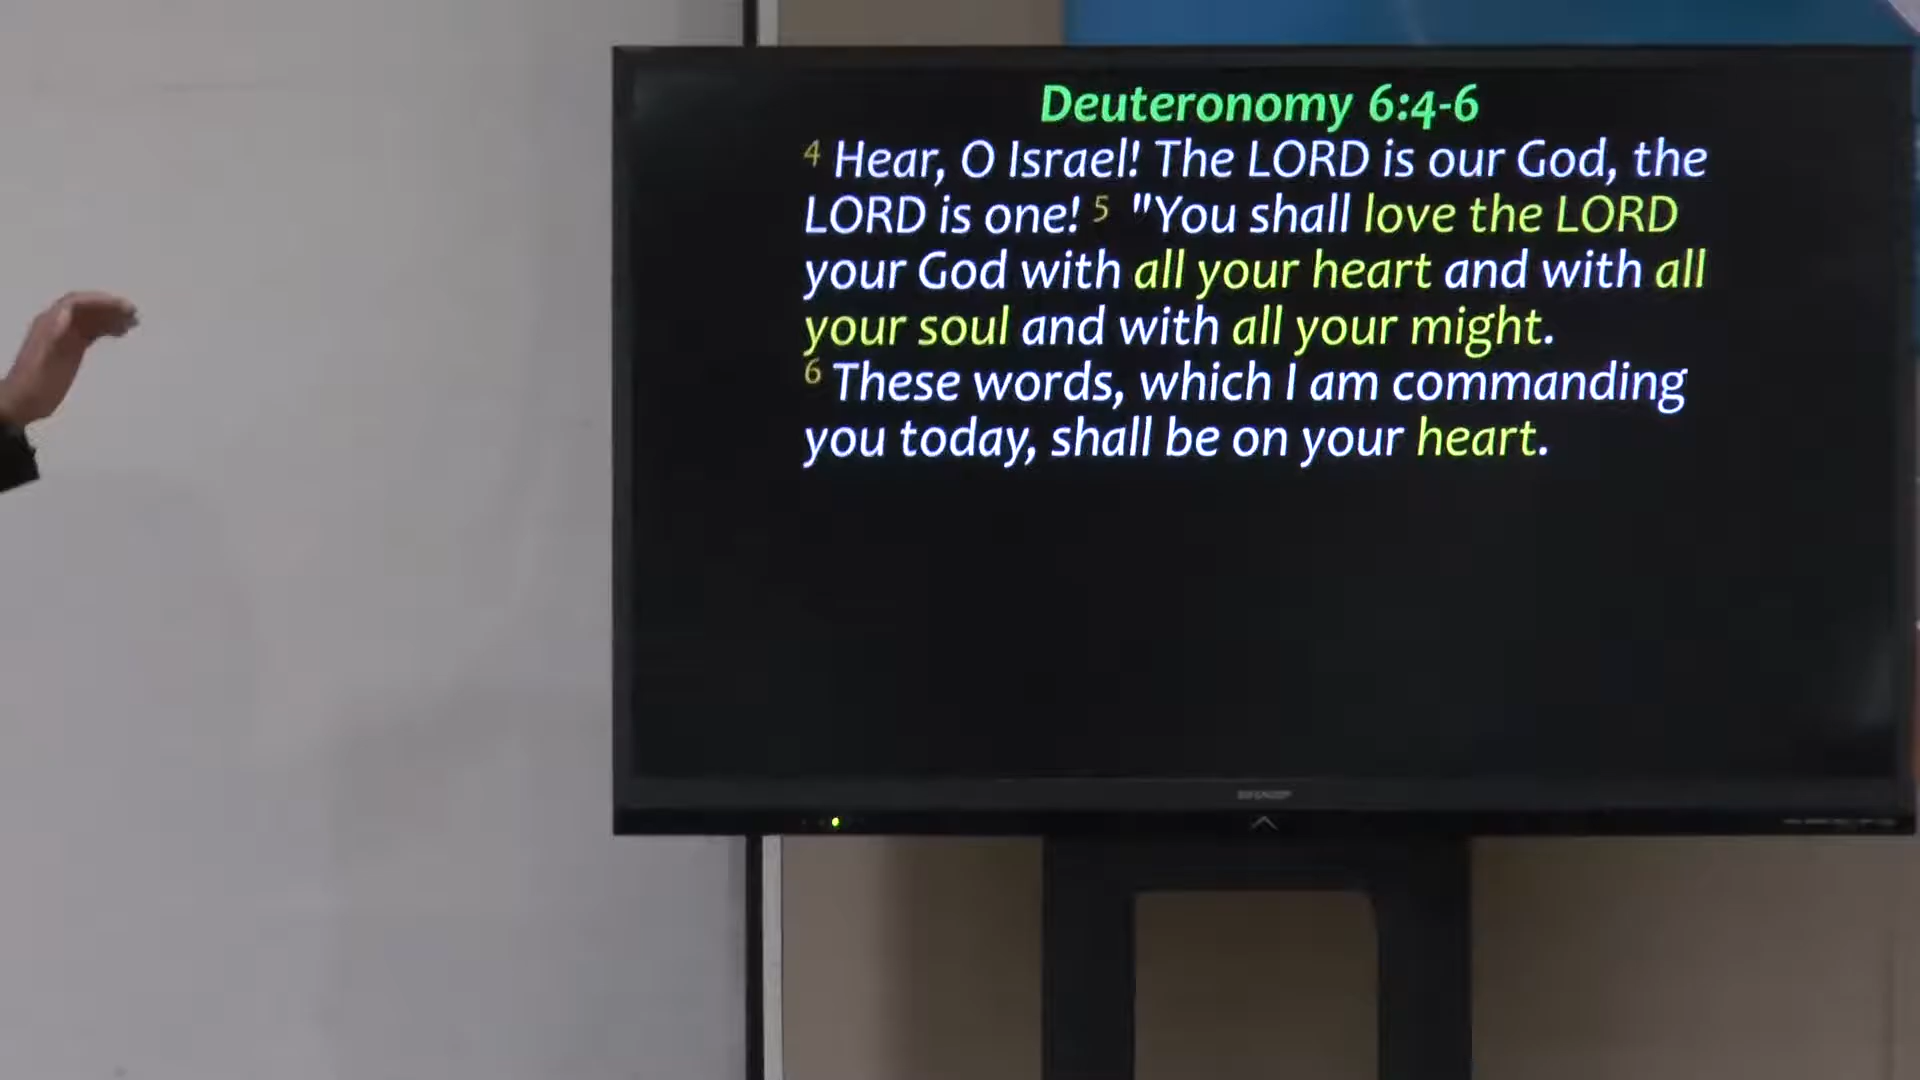 Deuteronomy 6:4-6
4 Hear, O Israel! The LORD is our God, the
LORD is one! 5 "You shall love the LORD
your God with all your heart and with all
your soul and with all your might.
6 These words, which I am commanding
you today, shall be on your heart.
SHARP